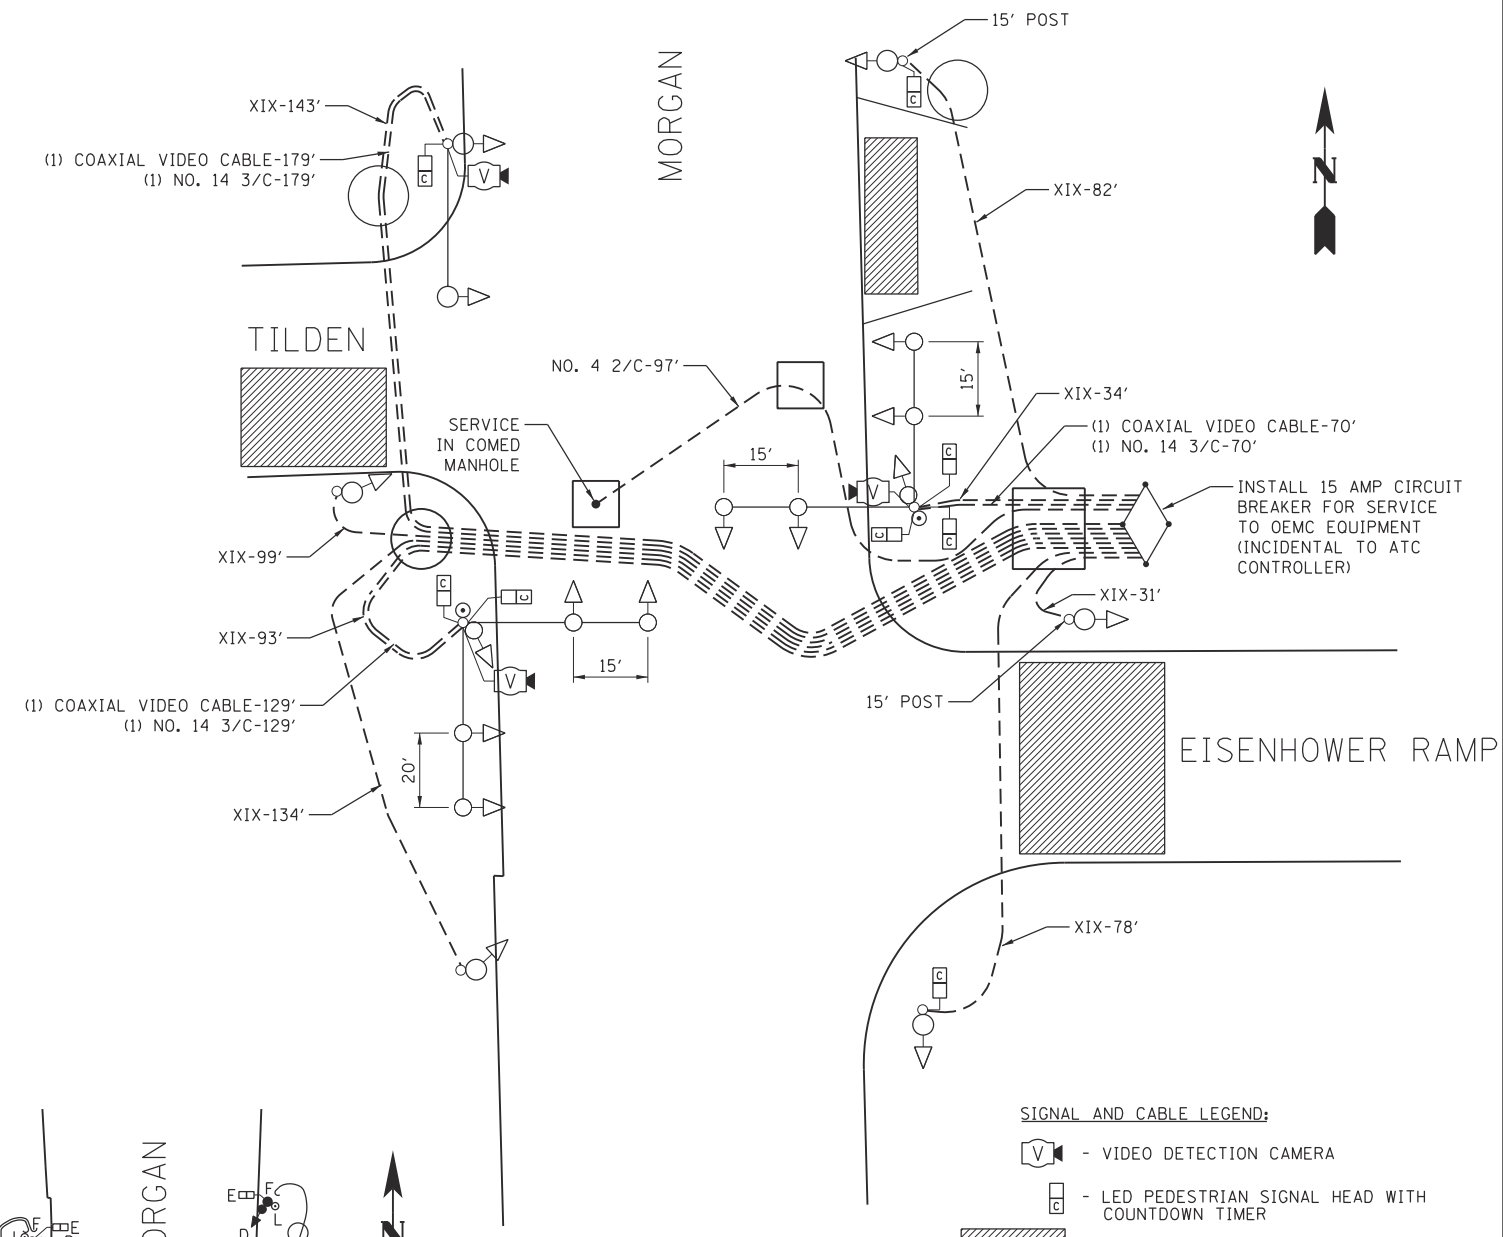 15' POST
MORGAN
C
XIX-143'
(1) COAXIAL VIDEO CABLE-179'
(1) NO. 14 3/C-179'
C
V
N
XIX-82'
TILDEN
NO. 4 2/C-97'
15'
XIX-34'
SERVICE
IN COMED
MANHOLE
(1) COAXIAL VIDEO CABLE-70'
(1) NO. 14 3/C-70'
15'
C
V
C
C
INSTALL 15 AMP CIRCUIT
BREAKER FOR SERVICE
TO OEMC EQUIPMENT
(INCIDENTAL TO ATC
CONTROLLER)
XIX-99'
C
C
XIX-31'
XIX-93'
15'
V
15' POST
(1) COAXIAL VIDEO CABLE-129'
(1) NO. 14 3/C-129'
EISENHOWER RAMP
20'
XIX-134'
XIX-78'
C
SIGNAL AND CABLE LEGEND:
V - VIDEO DETECTION CAMERA
C - LED PEDESTRIAN SIGNAL HEAD WITH
COUNTDOWN TIMER
ORGAN
E
F
L
D
N
F
E